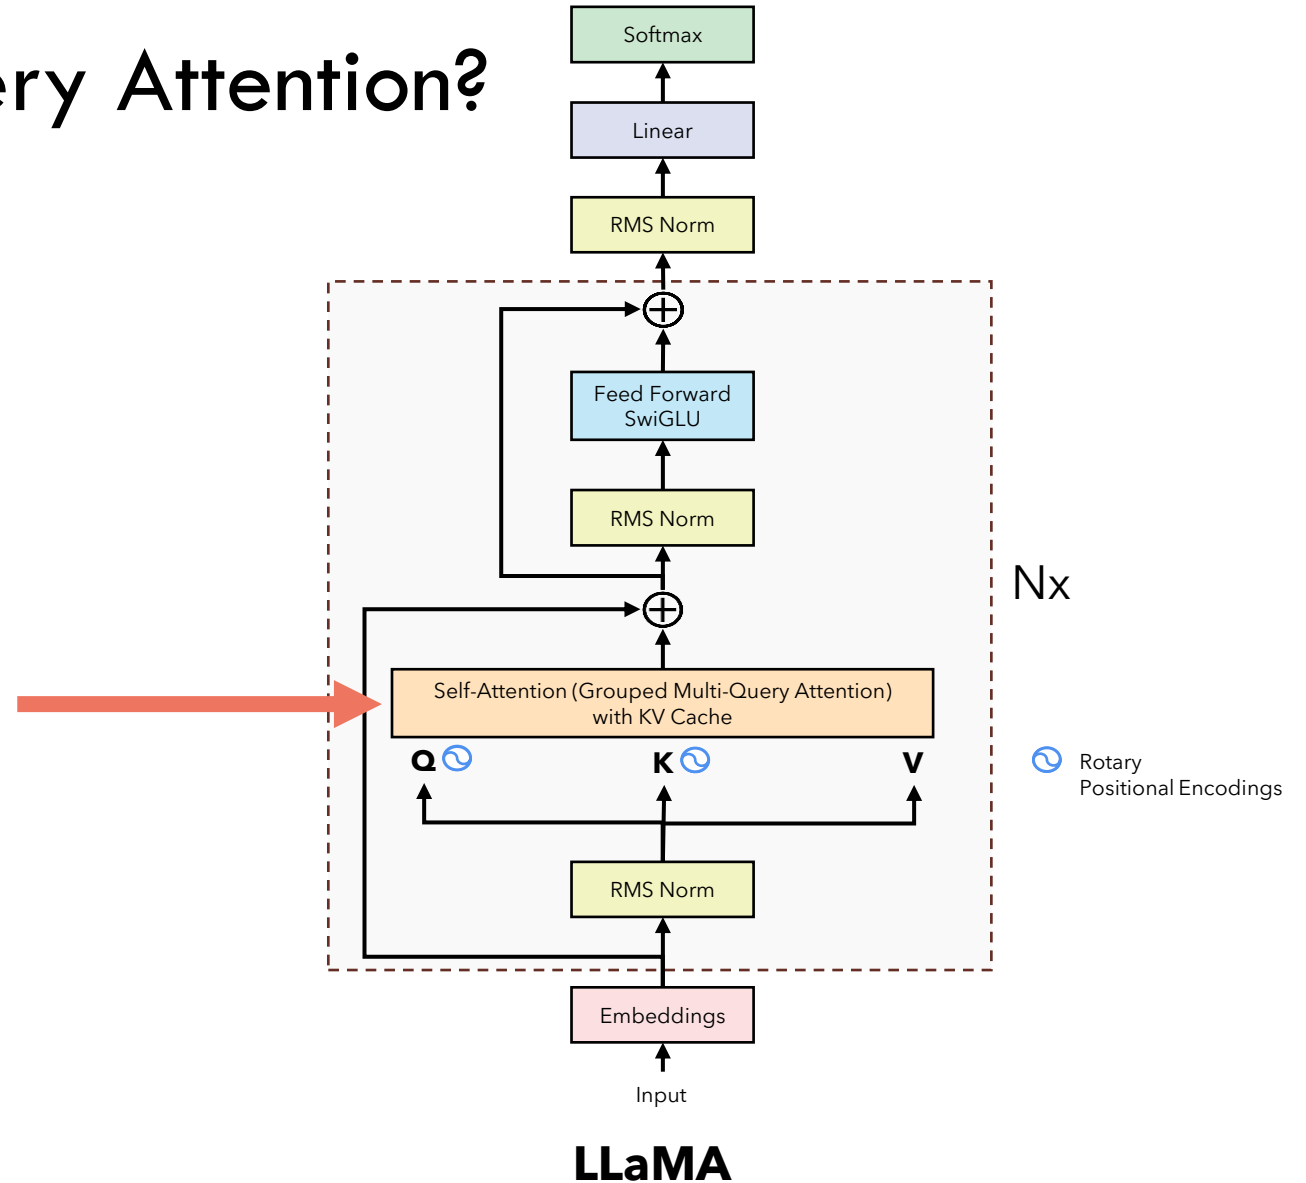 ery Attention?
Softmax
Linear
RMS Norm
Feed Forward
SwiGLU
RMS Norm
Nx
Self-Attention (Grouped Multi-Query Attention)
with KV Cache
Q
K
V
Rotary
Positional Encodings
RMS Norm
Embeddings
Input
LLaMA